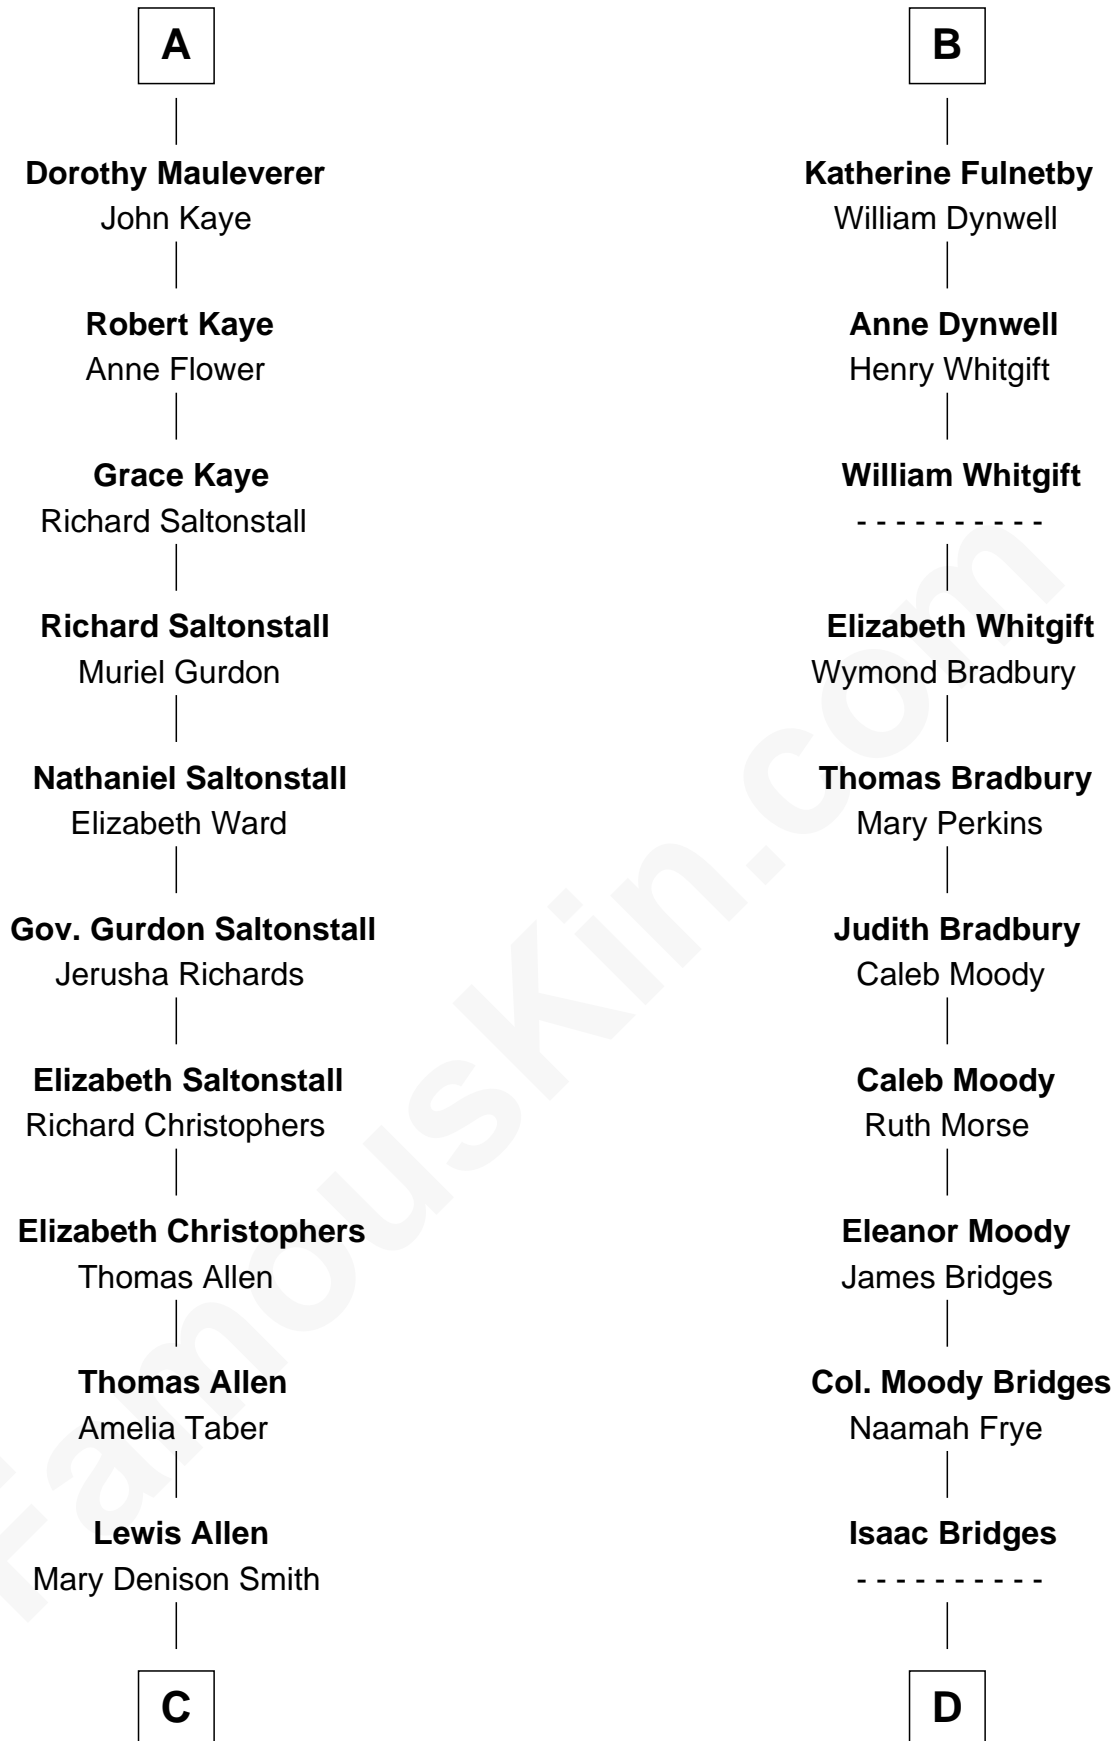 A
Dorothy Mauleverer
John Kaye
Robert Kaye
Anne Flower
Grace Kaye
Richard Saltonstall
Richard Saltonstall
Muriel Gurdon
Nathaniel Saltonstall
Elizabeth Ward
Gov. Gurdon Saltonstall
Jerusha Richards
Elizabeth Saltonstall
Richard Christophers
Elizabeth Christophers
Thomas Allen
Thomas Allen
Amelia Taber
Lewis Allen
Mary Denison Smith
C
B
Katherine Fulnetby
William Dynwell
Anne Dynwell
Henry Whitgift
William Whitgift
- - - - - - - - - -
Elizabeth Whitgift
Wymond Bradbury
Thomas Bradbury
Mary Perkins
Judith Bradbury
Caleb Moody
Caleb Moody
Ruth Morse
Eleanor Moody
James Bridges
Col. Moody Bridges
Naamah Frye
Isaac Bridges
- - - - - - - - - -
D
FamousKin.com